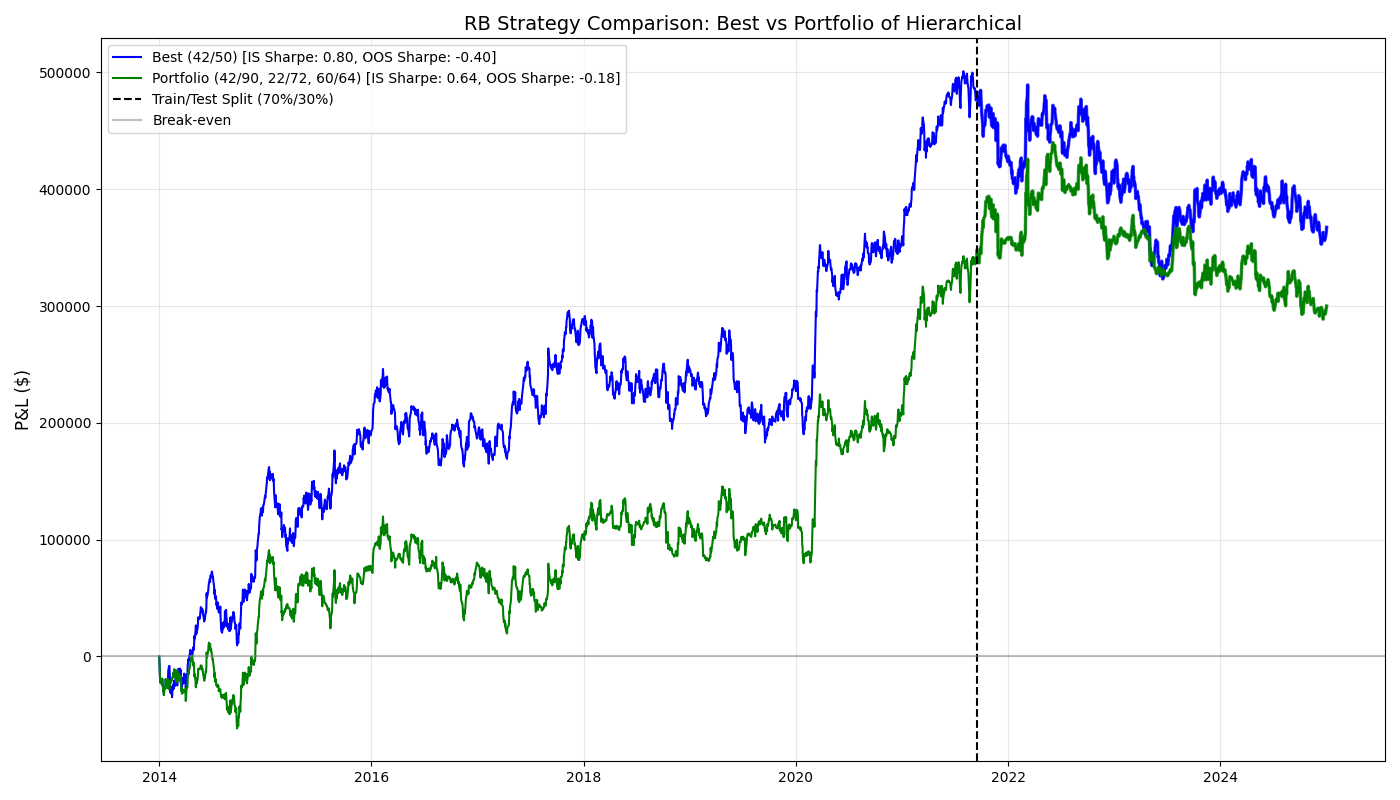 RB Strategy Comparison: Best vs Portfolio of Hierarchical
Best (42/50) [IS Sharpe: 0.80, OOS Sharpe: -0.40]
Portfolio (42/90, 22/72, 60/64) [IS Sharpe: 0.64, OOS Sharpe: -0.18]
Train/Test Split (70%/30%)
Break-even
P&L ($)
500000
400000
300000
200000
100000
0
2014 2016 2018 2020 2022 2024